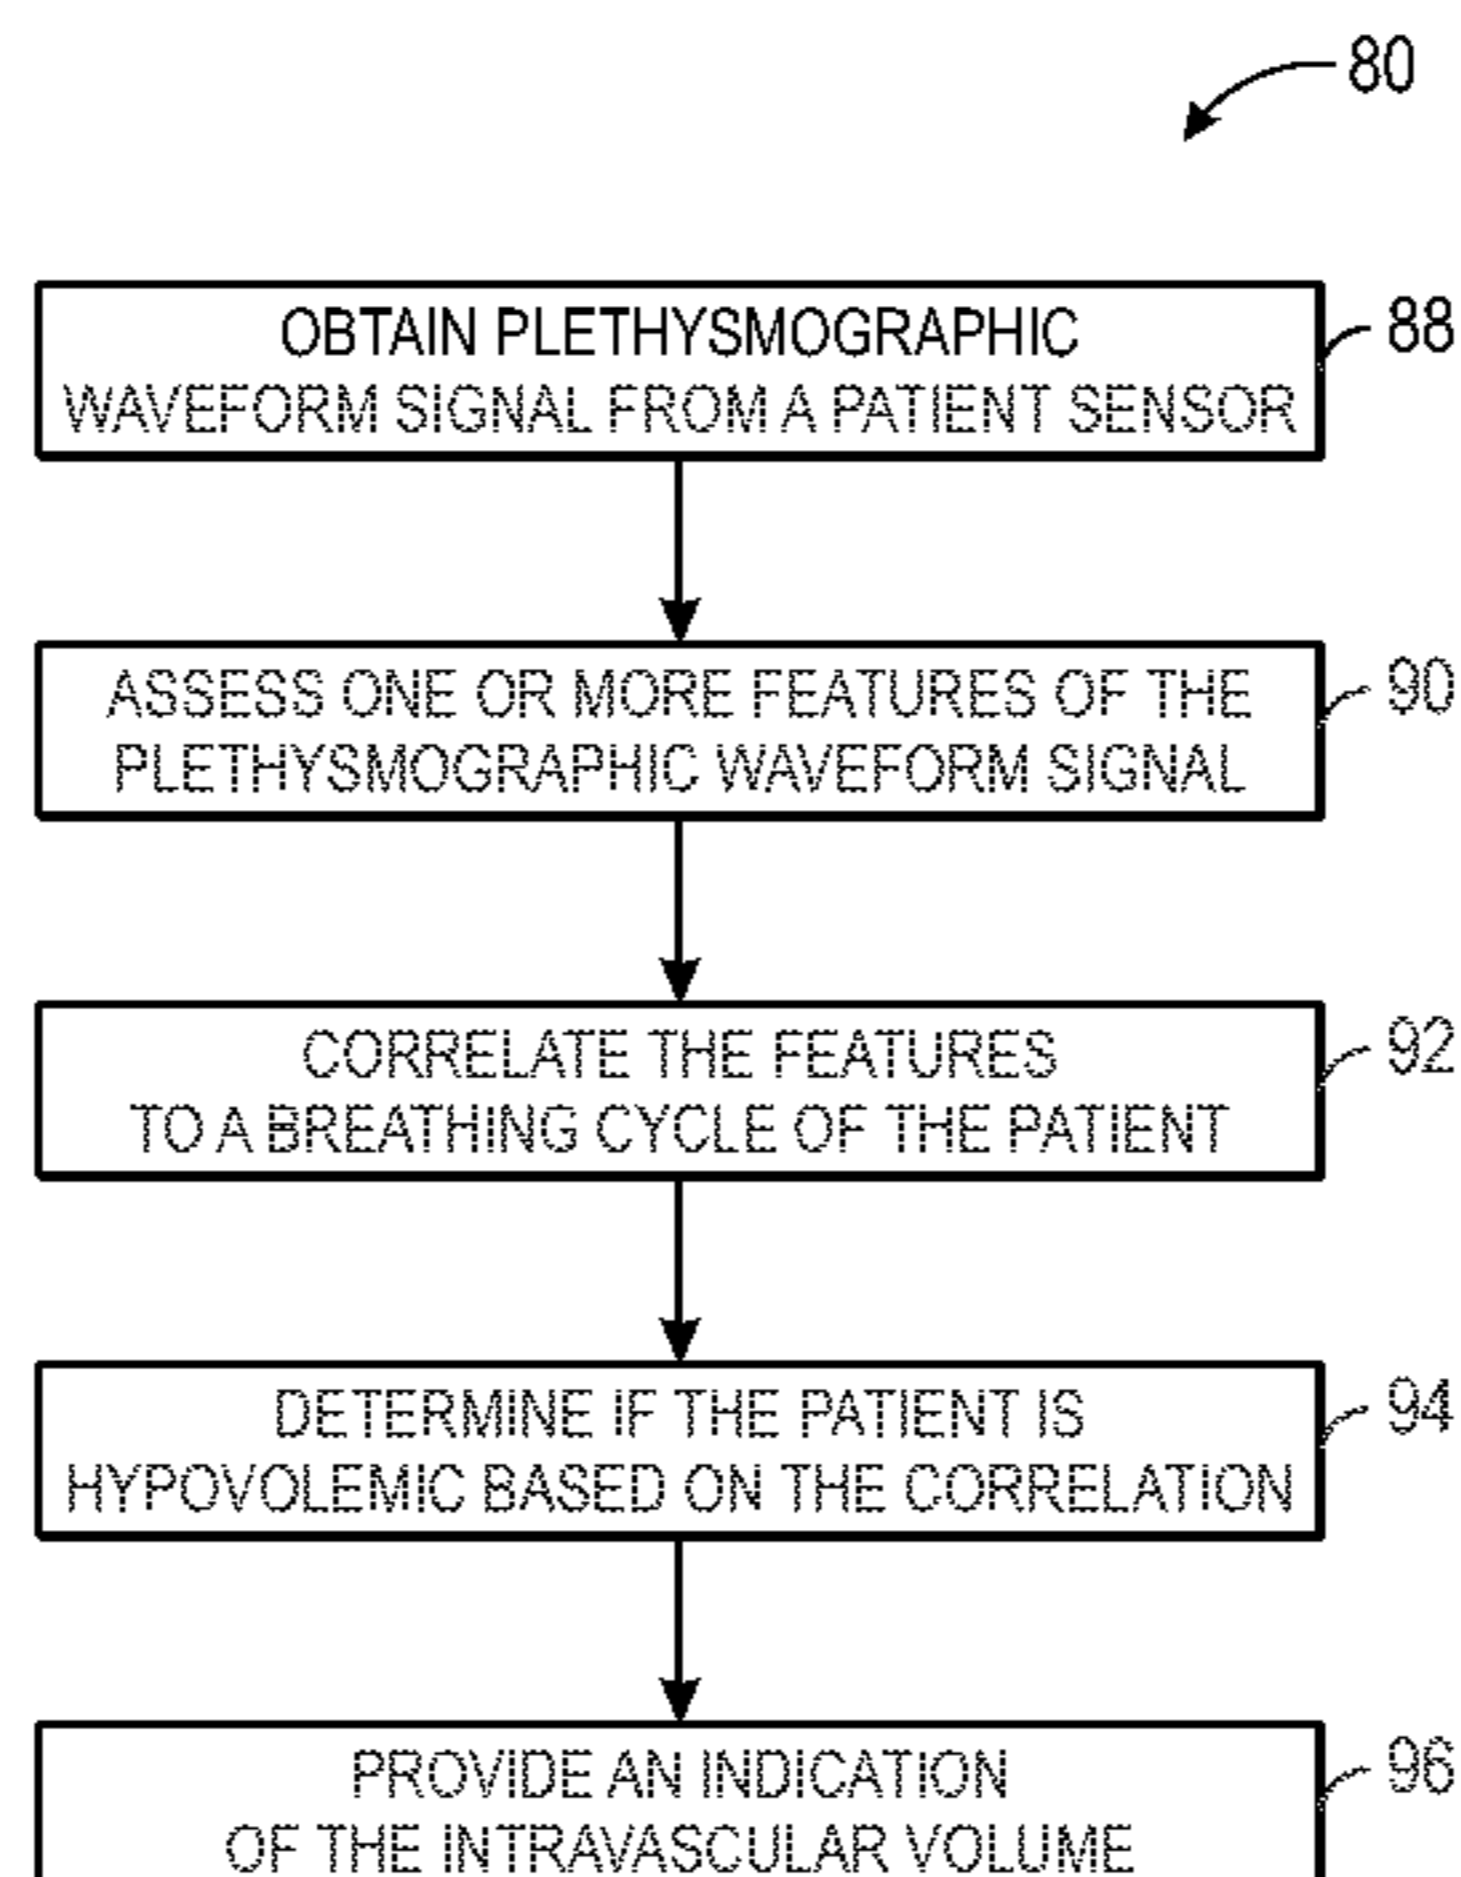 80
OBTAIN PLETHYSMOGRAPHIC
WAVEFORM SIGNAL FROM A PATIENT SENSOR
88
ASSESS ONE OR MORE FEATURES OF THE
PLETHYSMOGRAPHIC WAVEFORM SIGNAL
90
CORRELATE THE FEATURES
TO A BREATHING CYCLE OF THE PATIENT
92
DETERMINE IF THE PATIENT IS
HYPOVOLEMIC BASED ON THE CORRELATION
94
PROVIDE AN INDICATION
OF THE INTRAVASCULAR VOLUME
96